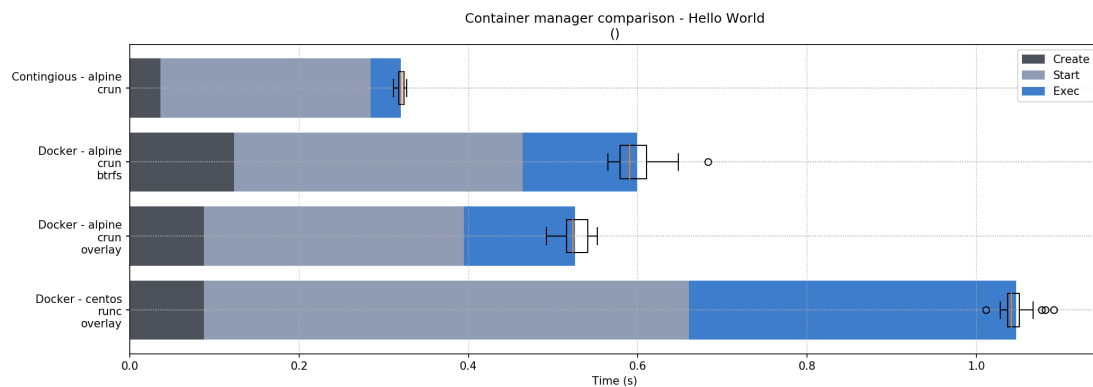 Container manager comparison - Hello World
()
Contingious - alpine
crun
Docker - alpine
crun
btrfs
Docker - alpine
crun
overlay
Docker - centos
runc
overlay
Create
Start
Exec
0.0
0.2
0.4
0.6
0.8
1.0
Time (s)